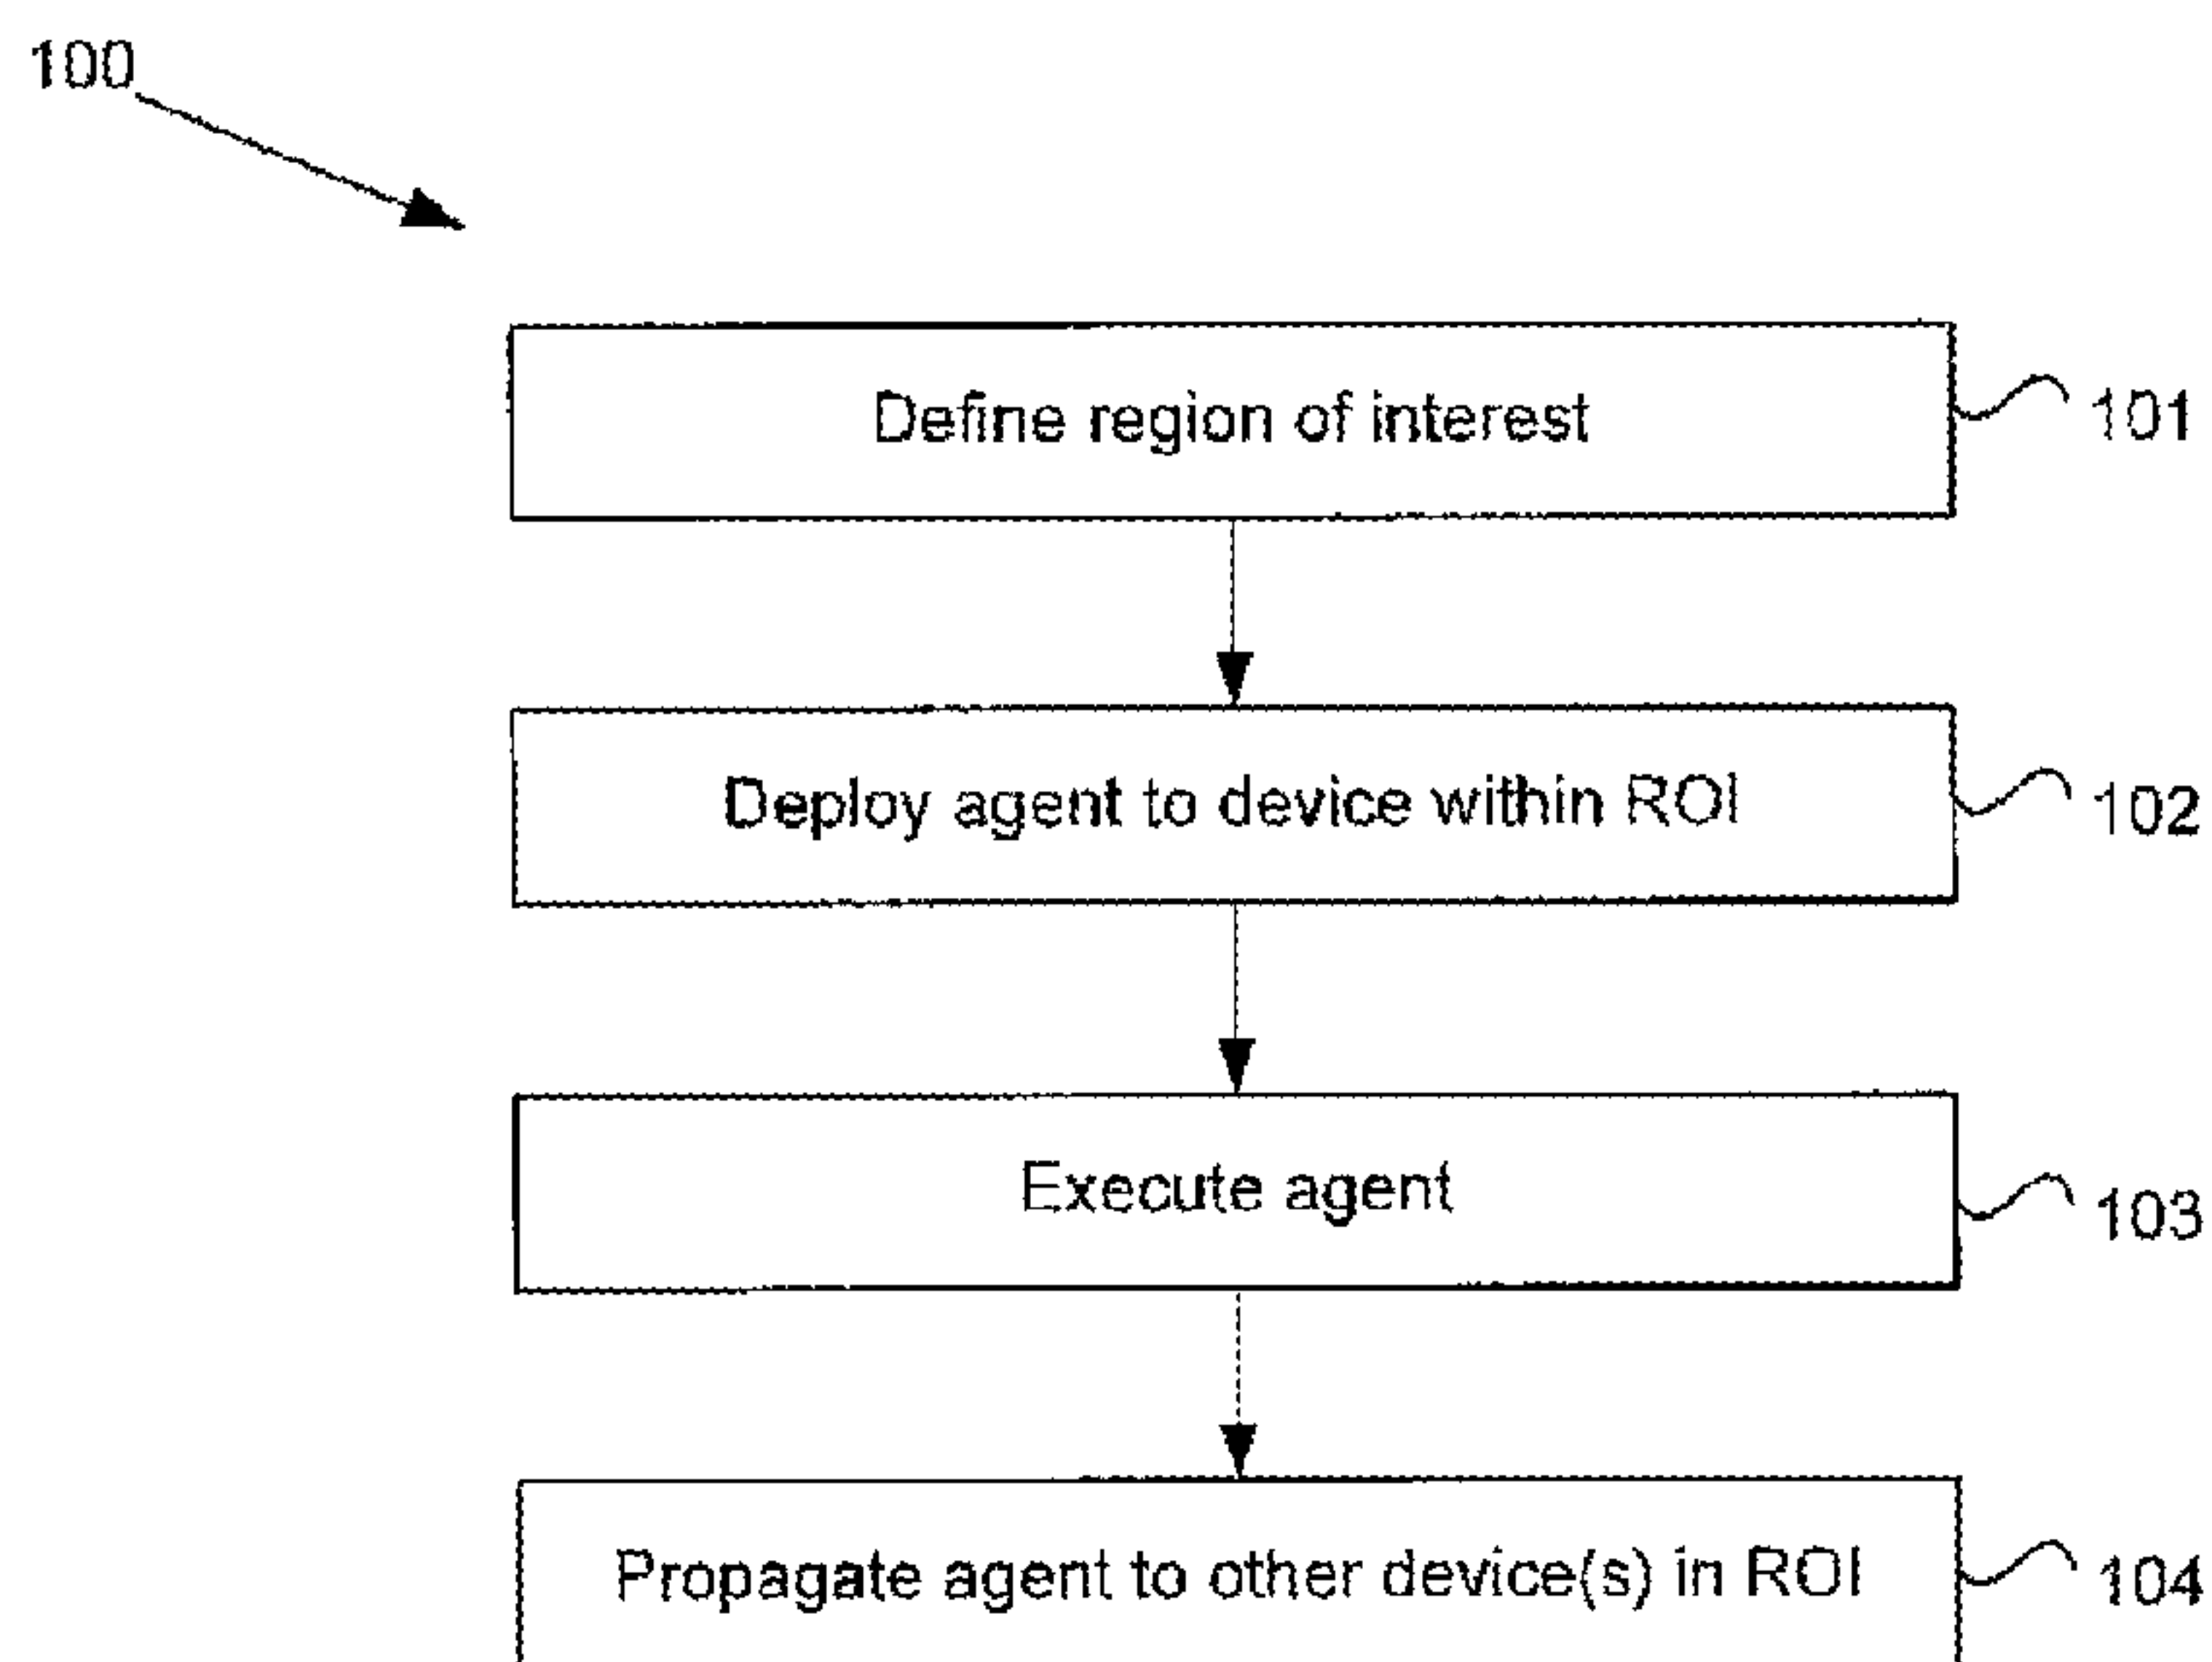 100
Define region of interest
101
Deploy agent to device within ROI
102
Execute agent
103
Propagate agent to other device(s) in ROI
104